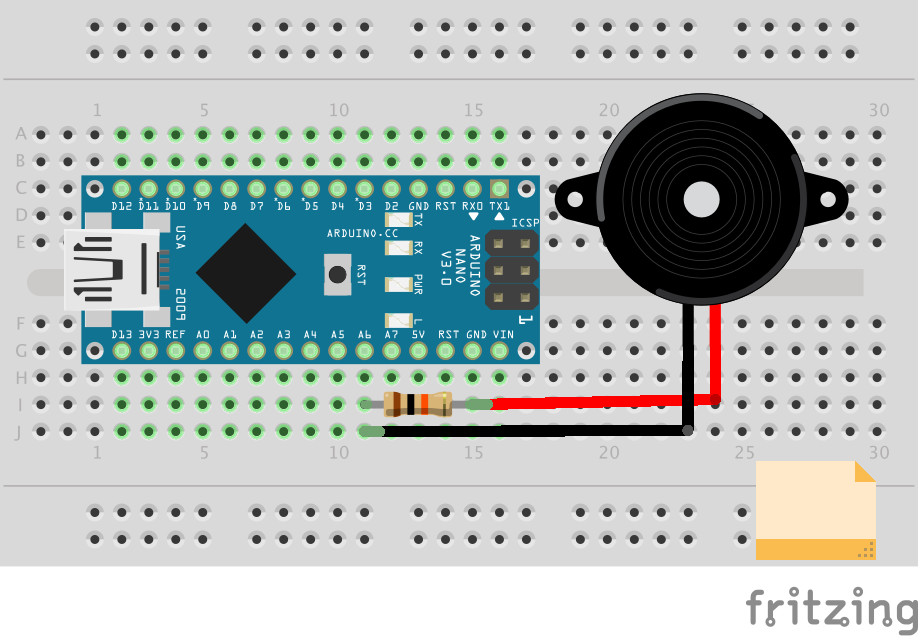 1 5 10 15 20 25 30
A
B
C
D
E
F
G
H
I
J
D12 D11 D10 D9 D8 D7 D6 D5 D4 D3 D2 GND RST RX0 TX1
USA
2009
ARDUINO.CC
RST
TX
RX
PWR
L
ARDUINO
NANO
V3.0
ICSP
1
D13 3V3 REF A0 A1 A2 A3 A4 A5 A6 A7 5V RST GND VIN
1 5 10 15 20 25 30
fritzing